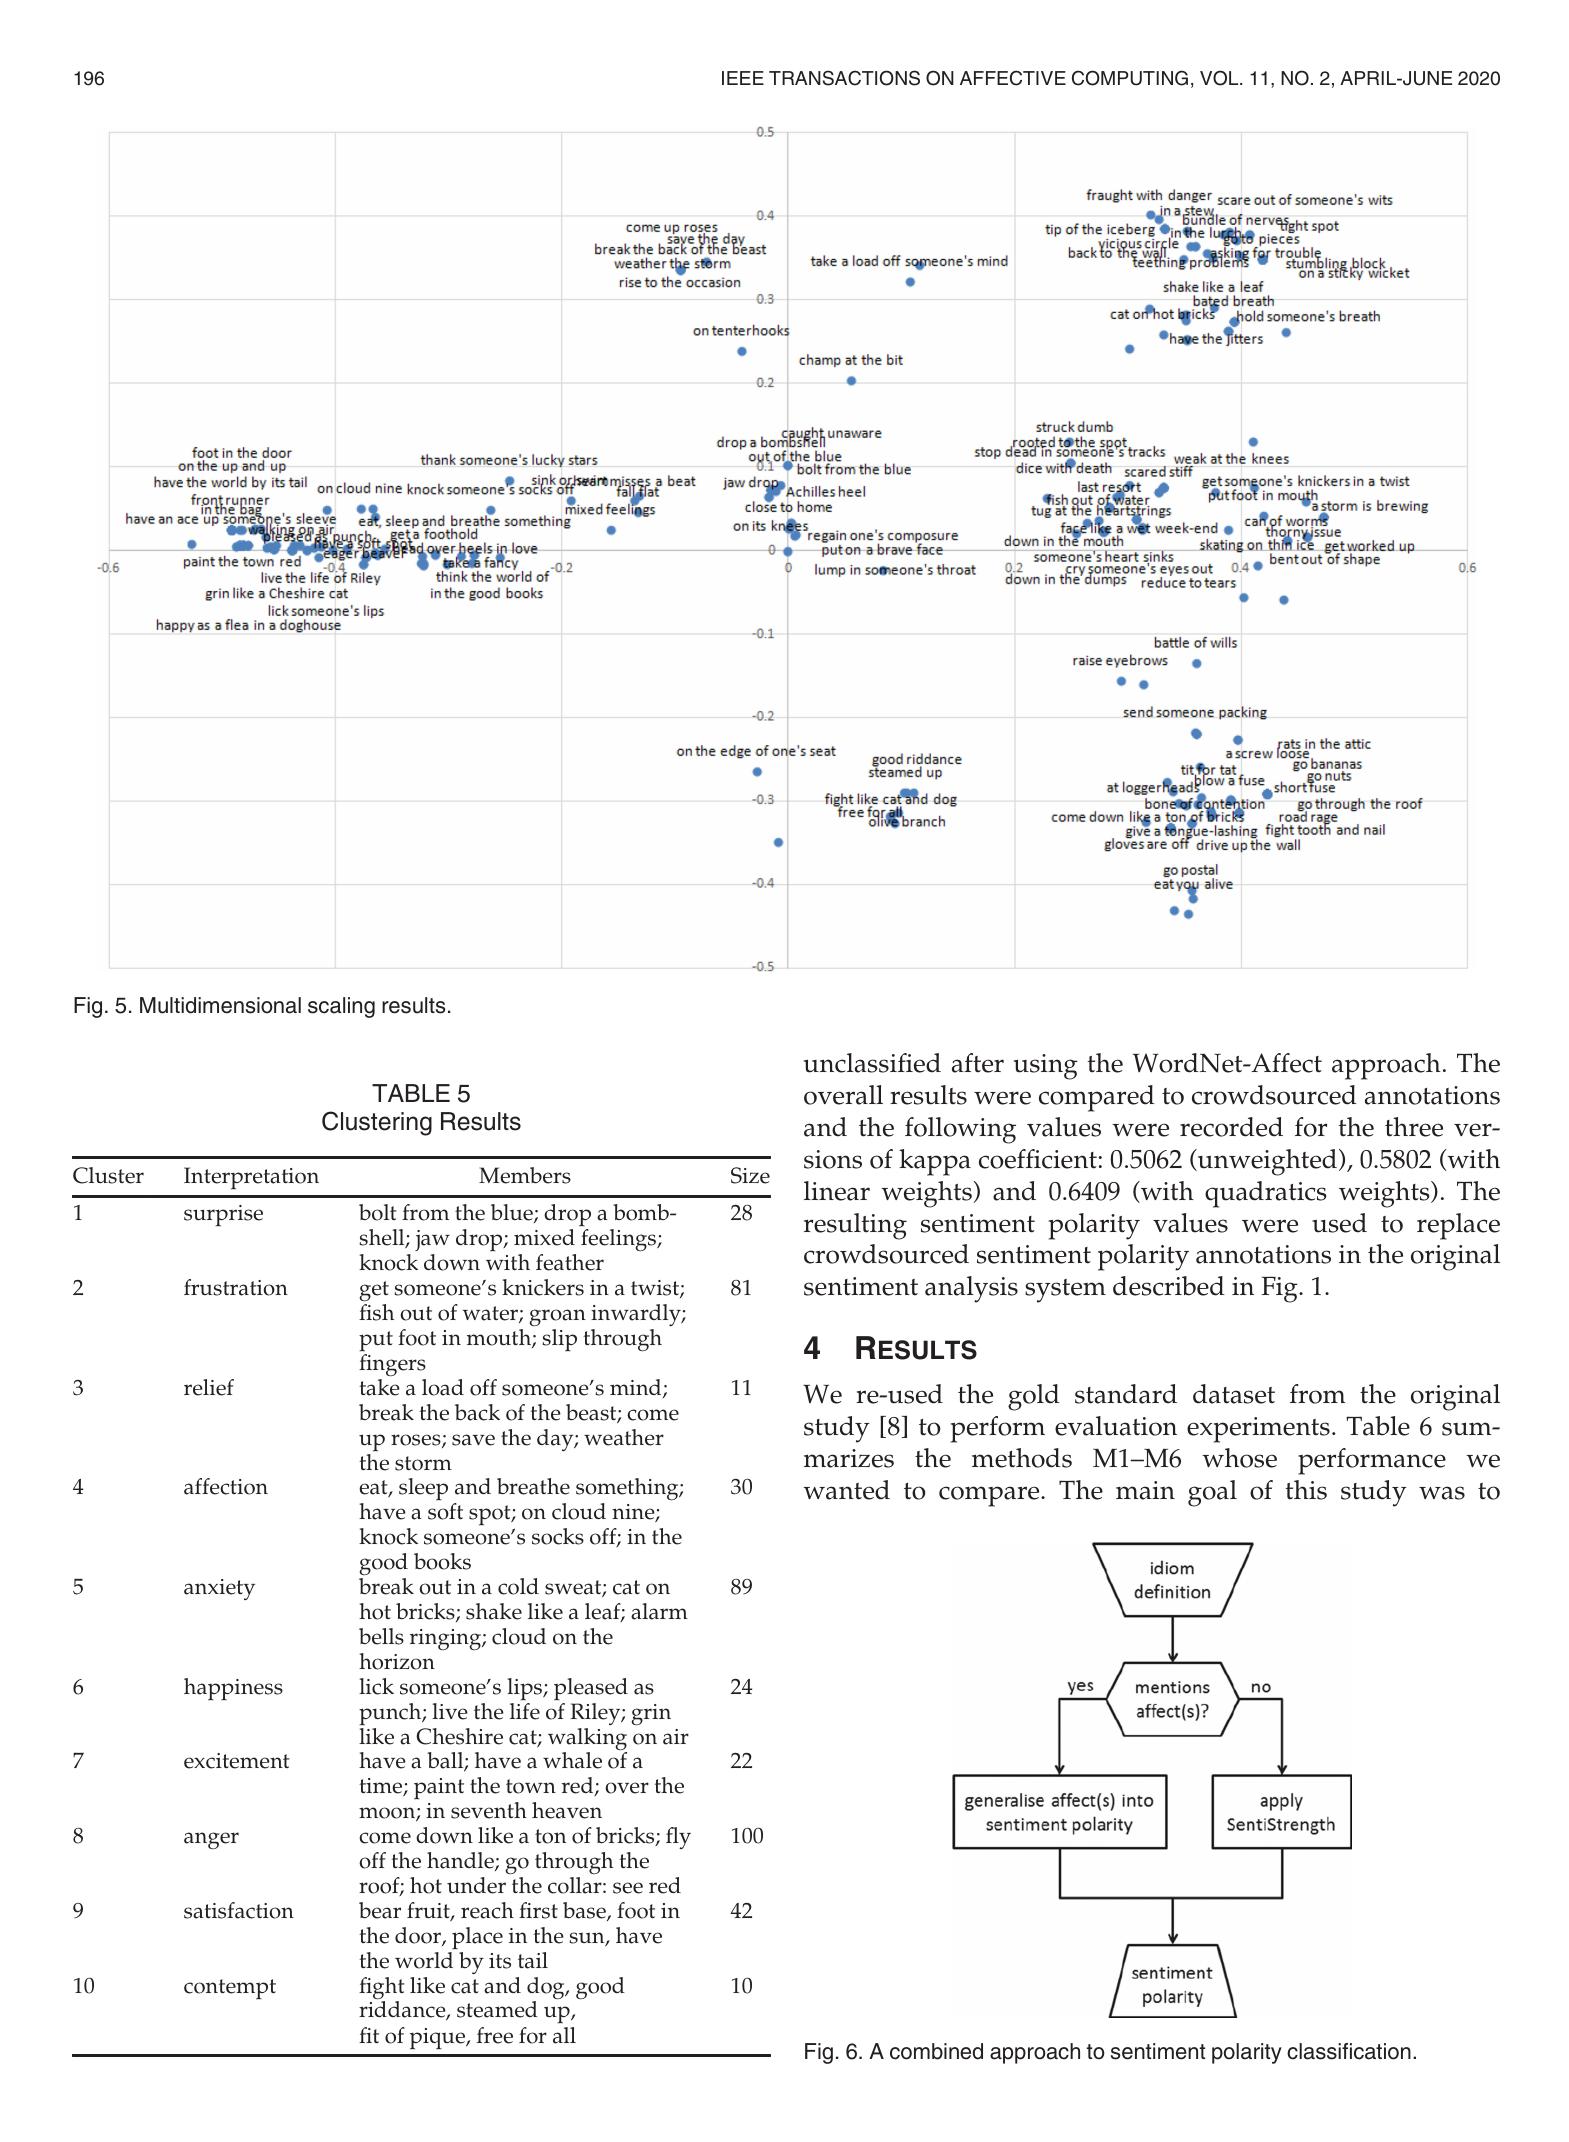 196
IEEE TRANSACTIONS ON AFFECTIVE COMPUTING, VOL. 11, NO. 2, APRIL-JUNE 2020
0.5
fraught with danger
scare out of someone's wits
0.4
in a stew
come up roses
bundle of nerves
tight spot
tip of the iceberg
in the lurch
save the day
go to pieces
vicious circle
break the back of the beast
back to the wall
asking for trouble
take a load off someone's mind
teething problems
stumbling block
weather the storm
on a sticky wicket
rise to the occasion
shake like a leaf
0.3
bated breath
cat on hot bricks
hold someone's breath
on tenterhooks
have the jitters
champ at the bit
0.2
struck dumb
caught unaware
drop a bombshell
rooted to the spot
foot in the door
stop dead in someone's tracks
out of the blue
weak at the knees
thank someone's lucky stars
on the up and up
0.1
bolt from the blue
dice with death
scared stiff
have the world by its tail
sink or swim
heart misses a beat
jaw drop
get someone's knickers in a twist
on cloud nine
knock someone's socks off
fall flat
Achilles heel
last resort
put foot in mouth
front runner
fish out of water
a storm is brewing
in the bag
mixed feelings
close to home
tug at the heartstrings
have an ace up someone's sleeve
eat, sleep and breathe something
on its knees
face like a wet week-end
can of worms
walking on air
pleased as punch
get a foothold
regain one's composure
thorny issue
have a soft spot
head over heels in love
put on a brave face
down in the mouth
skating on thin ice
get worked up
eager beaver
0
someone's heart sinks
bent out of shape
paint the town red
take a fancy
lump in someone's throat
cry someone's eyes out
-0.6
-0.4
-0.2
0
0.2
0.4
0.6
live the life of Riley
think the world of
down in the dumps
reduce to tears
grin like a Cheshire cat
in the good books
lick someone's lips
happy as a flea in a doghouse
-0.1
battle of wills
raise eyebrows
send someone packing
-0.2
on the edge of one's seat
rats in the attic
good riddance
a screw loose
go bananas
steamed up
tit for tat
go nuts
blow a fuse
at loggerheads
short fuse
-0.3
fight like cat and dog
bone of contention
go through the roof
free for all
come down like a ton of bricks
road rage
olive branch
give a tongue-lashing
fight tooth and nail
gloves are off
drive up the wall
go postal
-0.4
eat you alive
-0.5
Fig. 5. Multidimensional scaling results.
TABLE 5
Clustering Results
Cluster Interpretation Members Size
1 surprise bolt from the blue; drop a bomb- 28
shell; jaw drop; mixed feelings;
knock down with feather
2 frustration get someone's knickers in a twist; 81
fish out of water; groan inwardly;
put foot in mouth; slip through
fingers
3 relief take a load off someone's mind; 11
break the back of the beast; come
up roses; save the day; weather
the storm
4 affection eat, sleep and breathe something; 30
have a soft spot; on cloud nine;
knock someone's socks off; in the
good books
5 anxiety break out in a cold sweat; cat on 89
hot bricks; shake like a leaf; alarm
bells ringing; cloud on the
horizon
6 happiness lick someone's lips; pleased as 24
punch; live the life of Riley; grin
like a Cheshire cat; walking on air
7 excitement have a ball; have a whale of a 22
time; paint the town red; over the
moon; in seventh heaven
8 anger come down like a ton of bricks; fly 100
off the handle; go through the
roof; hot under the collar: see red
9 satisfaction bear fruit, reach first base, foot in 42
the door, place in the sun, have
the world by its tail
10 contempt fight like cat and dog, good 10
riddance, steamed up,
fit of pique, free for all
unclassified after using the WordNet-Affect approach. The
overall results were compared to crowdsourced annotations
and the following values were recorded for the three ver-
sions of kappa coefficient: 0.5062 (unweighted), 0.5802 (with
linear weights) and 0.6409 (with quadratics weights). The
resulting sentiment polarity values were used to replace
crowdsourced sentiment polarity annotations in the original
sentiment analysis system described in Fig. 1.
4 RESULTS
We re-used the gold standard dataset from the original
study [8] to perform evaluation experiments. Table 6 sum-
marizes the methods M1–M6 whose performance we
wanted to compare. The main goal of this study was to
idiom
definition
yes
mentions
affect(s)?
no
generalise affect(s) into
sentiment polarity
apply
SentiStrength
sentiment
polarity
Fig. 6. A combined approach to sentiment polarity classification.